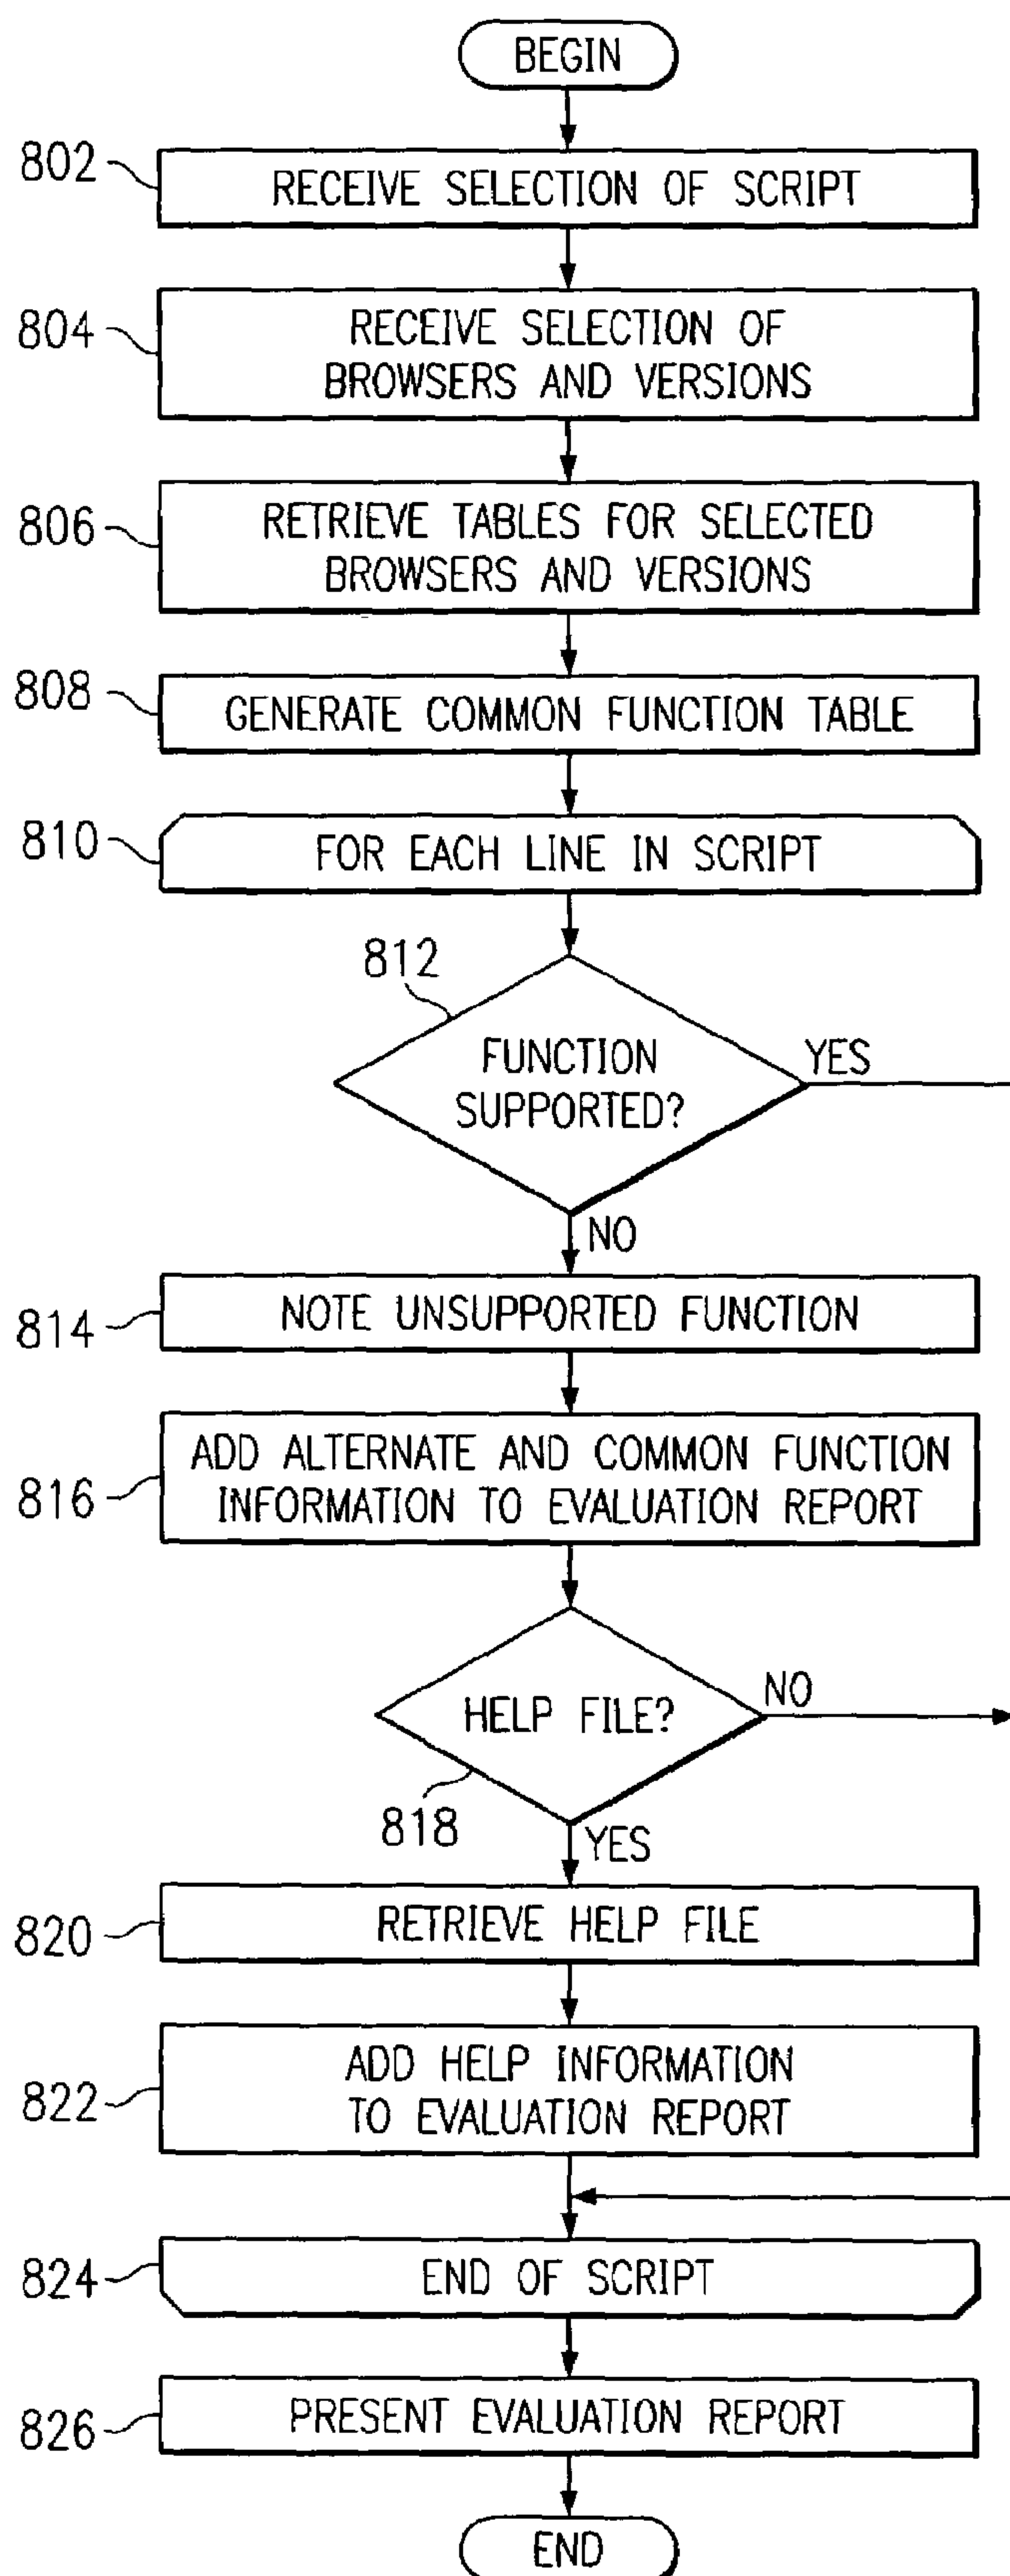 BEGIN
802
RECEIVE SELECTION OF SCRIPT
804
RECEIVE SELECTION OF
BROWSERS AND VERSIONS
806
RETRIEVE TABLES FOR SELECTED
BROWSERS AND VERSIONS
808
GENERATE COMMON FUNCTION TABLE
810
FOR EACH LINE IN SCRIPT
812
FUNCTION
SUPPORTED?
YES
NO
814
NOTE UNSUPPORTED FUNCTION
816
ADD ALTERNATE AND COMMON FUNCTION
INFORMATION TO EVALUATION REPORT
HELP FILE?
NO
818
YES
820
RETRIEVE HELP FILE
822
ADD HELP INFORMATION
TO EVALUATION REPORT
824
END OF SCRIPT
826
PRESENT EVALUATION REPORT
END